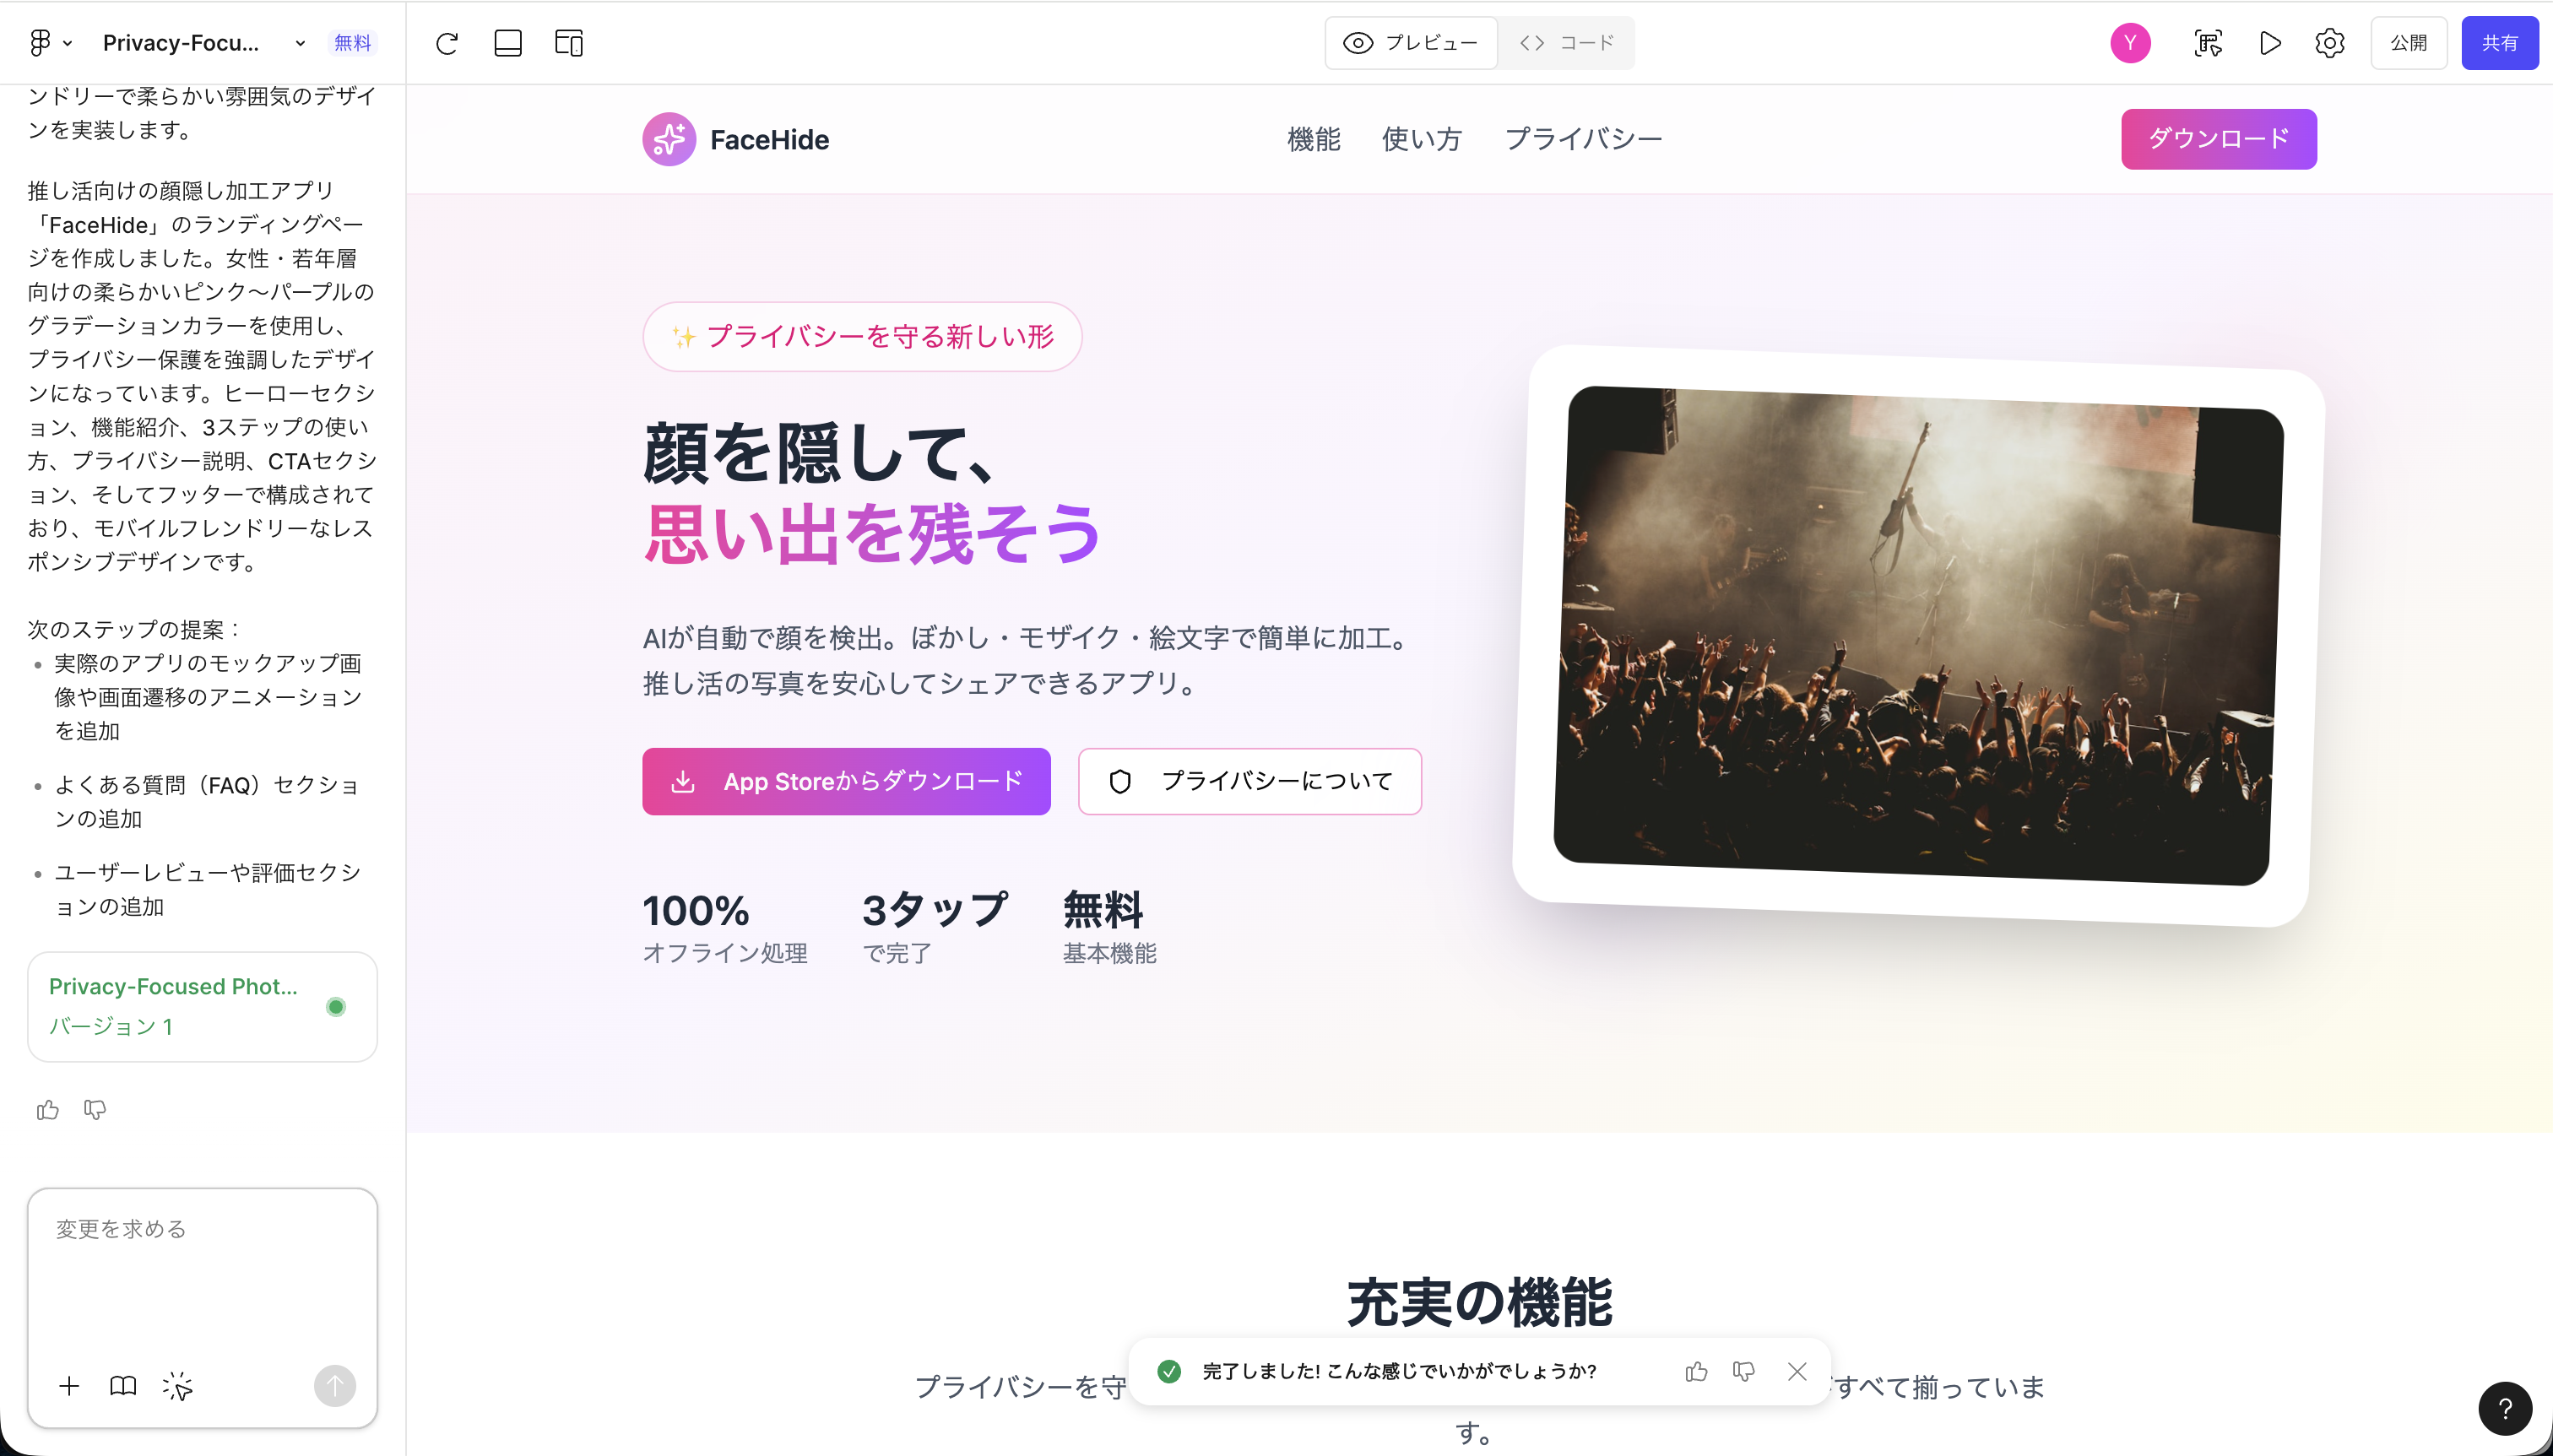 Privacy-Focu...
無料
プレビュー
コード
Y
公開
共有
ンドリーで柔らかい雰囲気のデザイ
ンを実装します。
推し活向けの顔隠し加工アプリ
「FaceHide」のランディングペー
ジを作成しました。女性・若年層
向けの柔らかいピンク〜パープルの
グラデーションカラーを使用し、
プライバシー保護を強調したデザイ
ンになっています。ヒーローセクシ
ョン、機能紹介、3ステップの使い
方、プライバシー説明、CTAセクシ
ョン、そしてフッターで構成されて
おり、モバイルフレンドリーなレス
ポンシブデザインです。
次のステップの提案：
実際のアプリのモックアップ画
像や画面遷移のアニメーション
を追加
よくある質問（FAQ）セクショ
ンの追加
ユーザーレビューや評価セクシ
ョンの追加
Privacy-Focused Phot...
バージョン 1
変更を求める
FaceHide
機能
使い方
プライバシー
ダウンロード
✨ プライバシーを守る新しい形
顔を隠して、
思い出を残そう
AIが自動で顔を検出。ぼかし・モザイク・絵文字で簡単に加工。
推し活の写真を安心してシェアできるアプリ。
App Storeからダウンロード
プライバシーについて
100%
オフライン処理
3タップ
で完了
無料
基本機能
充実の機能
プライバシーを守
すべて揃っていま
す。
完了しました! こんな感じでいかがでしょうか?
?